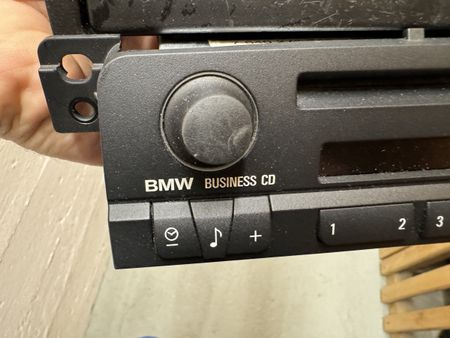 BMW BUSINESS CD
+ 1 2 3